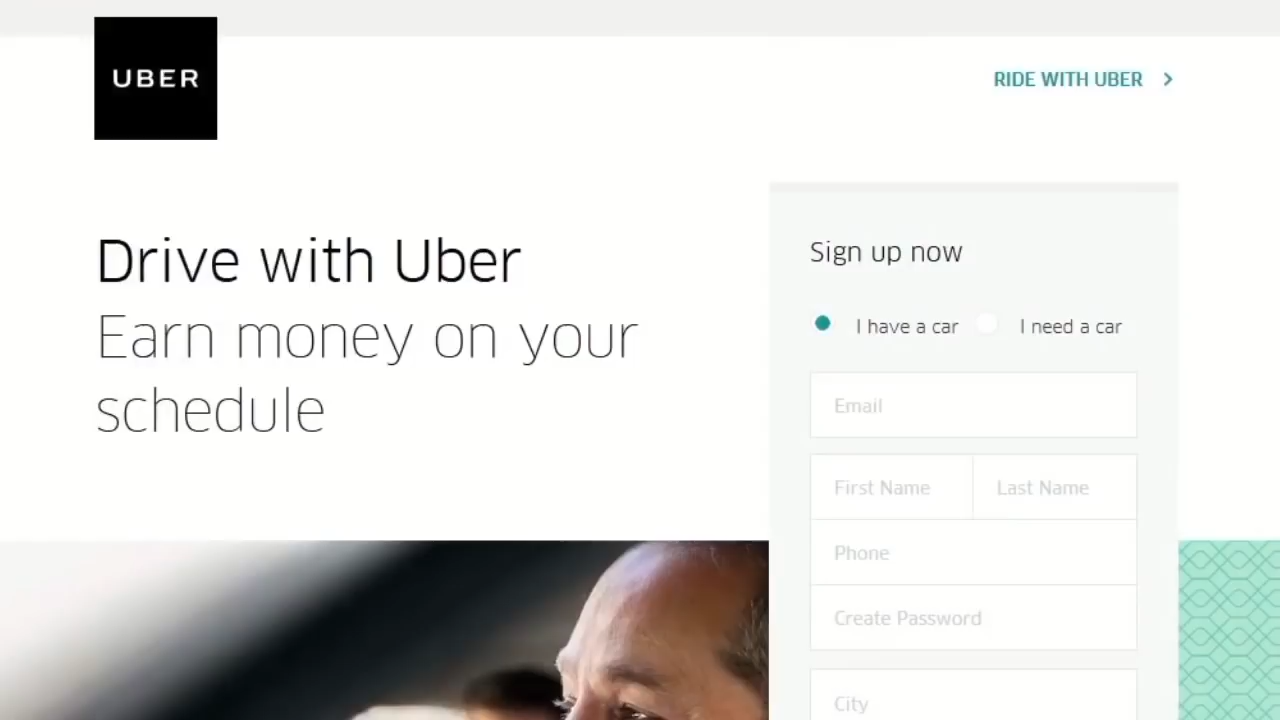 UBER
RIDE WITH UBER
Drive with Uber
Earn money on your
schedule
Sign up now
I have a car
I need a car
Email
First Name
Last Name
Phone
Create Password
City